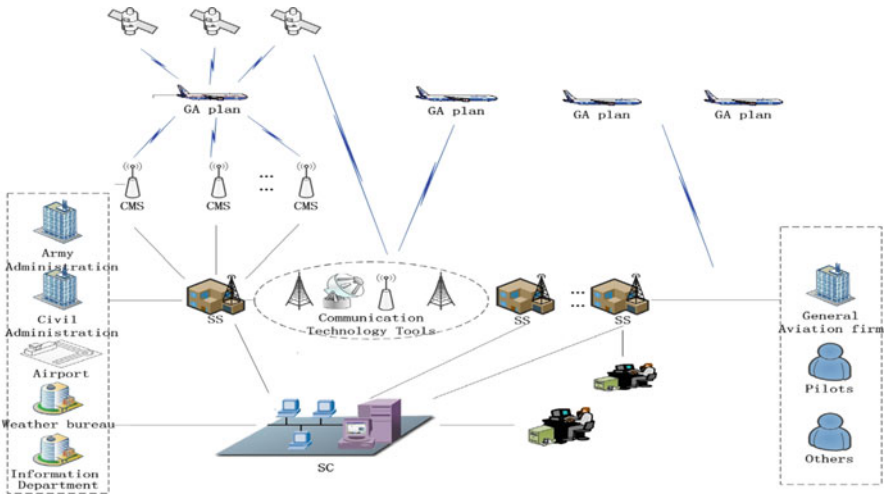 GA plan
GA plan
GA plan
GA plan
CMS
CMS
CMS
...
...
Army
Administration
Civil
Administration
Airport
Weather bureau
Information
Department
SS
Communication
Technology Tools
SS
...
SS
SC
General
Aviation firm
Pilots
Others